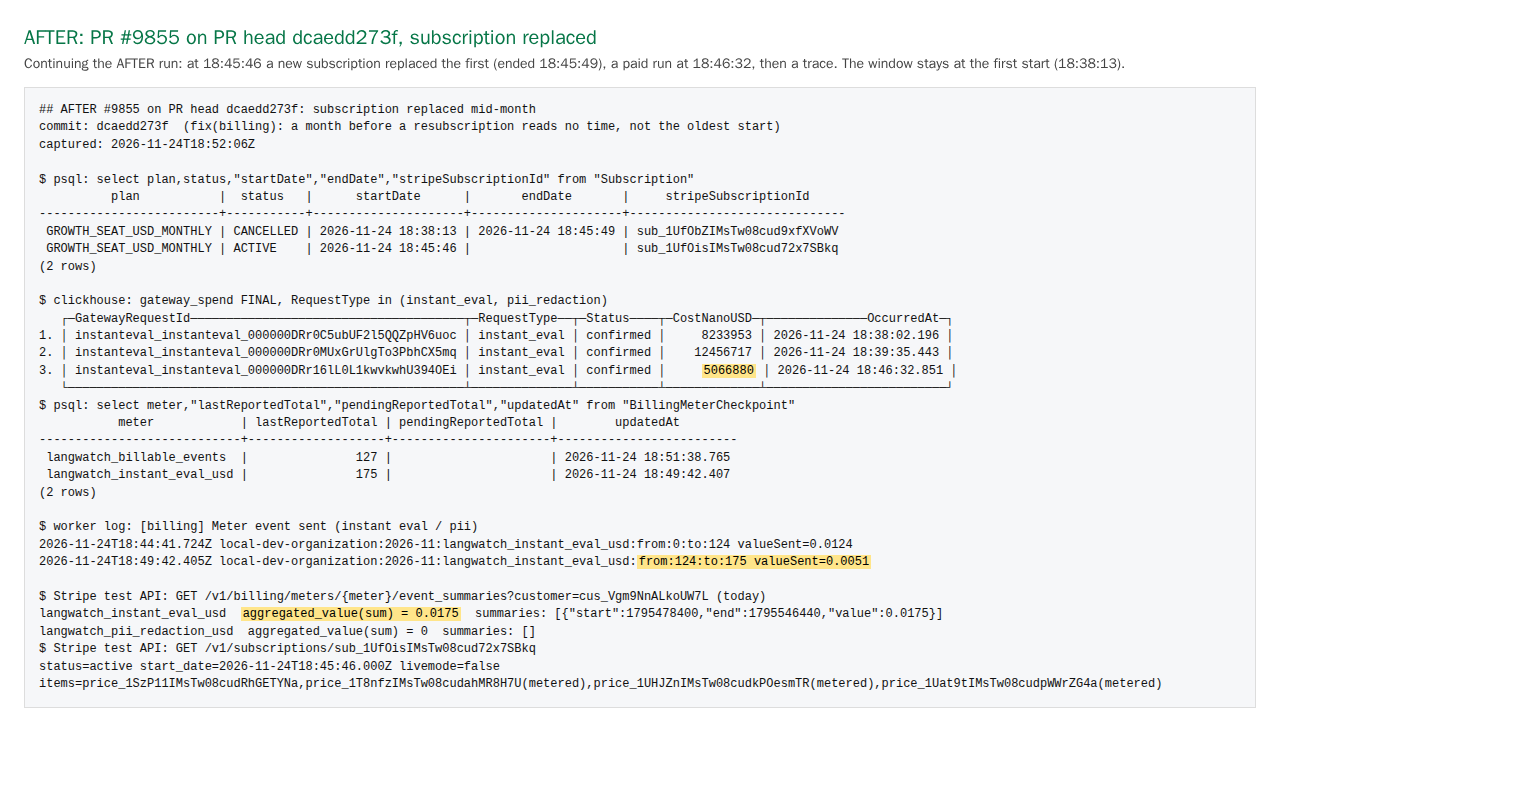 AFTER: PR #9855 on PR head dcaedd273f, subscription replaced
Continuing the AFTER run: at 18:45:46 a new subscription replaced the first (ended 18:45:49), a paid run at 18:46:32, then a trace. The window stays at the first start (18:38:13).
## AFTER #9855 on PR head dcaedd273f: subscription replaced mid-month
commit: dcaedd273f  (fix(billing): a month before a resubscription reads no time, not the oldest start)
captured: 2026-11-24T18:52:06Z
$ psql: select plan,status,"startDate","endDate","stripeSubscriptionId" from "Subscription"
          plan           |  status   |      startDate      |       endDate       |     stripeSubscriptionId
-------------------------+-----------+---------------------+---------------------+------------------------------
 GROWTH_SEAT_USD_MONTHLY | CANCELLED | 2026-11-24 18:38:13 | 2026-11-24 18:45:49 | sub_1UfObZIMsTw08cud9xfXVoWV
 GROWTH_SEAT_USD_MONTHLY | ACTIVE    | 2026-11-24 18:45:46 |                     | sub_1UfOisIMsTw08cud72x7SBkq
(2 rows)
$ clickhouse: gateway_spend FINAL, RequestType in (instant_eval, pii_redaction)
   ┌─GatewayRequestId──────────────────────────────────────┬─RequestType──┬─Status────┬─CostNanoUSD─┬──────────────OccurredAt─┐
1. │ instanteval_instanteval_000000DRr0C5ubUF2l5QQZpHV6uoc │ instant_eval │ confirmed │     8233953 │ 2026-11-24 18:38:02.196 │
2. │ instanteval_instanteval_000000DRr0MUxGrUlgTo3PbhCX5mq │ instant_eval │ confirmed │    12456717 │ 2026-11-24 18:39:35.443 │
3. │ instanteval_instanteval_000000DRr16lL0L1kwvkwhU394OEi │ instant_eval │ confirmed │     5066880 │ 2026-11-24 18:46:32.851 │
   └───────────────────────────────────────────────────────┴──────────────┴───────────┴─────────────┴─────────────────────────┘
$ psql: select meter,"lastReportedTotal","pendingReportedTotal","updatedAt" from "BillingMeterCheckpoint"
           meter            | lastReportedTotal | pendingReportedTotal |        updatedAt
----------------------------+-------------------+----------------------+-------------------------
 langwatch_billable_events  |               127 |                      | 2026-11-24 18:51:38.765
 langwatch_instant_eval_usd |               175 |                      | 2026-11-24 18:49:42.407
(2 rows)
$ worker log: [billing] Meter event sent (instant eval / pii)
2026-11-24T18:44:41.724Z local-dev-organization:2026-11:langwatch_instant_eval_usd:from:0:to:124 valueSent=0.0124
2026-11-24T18:49:42.405Z local-dev-organization:2026-11:langwatch_instant_eval_usd:from:124:to:175 valueSent=0.0051
$ Stripe test API: GET /v1/billing/meters/{meter}/event_summaries?customer=cus_Vgm9NnALkoUW7L (today)
langwatch_instant_eval_usd  aggregated_value(sum) = 0.0175  summaries: [{"start":1795478400,"end":1795546440,"value":0.0175}]
langwatch_pii_redaction_usd  aggregated_value(sum) = 0  summaries: []
$ Stripe test API: GET /v1/subscriptions/sub_1UfOisIMsTw08cud72x7SBkq
status=active start_date=2026-11-24T18:45:46.000Z livemode=false
items=price_1SzP11IMsTw08cudRhGETYNa,price_1T8nfzIMsTw08cudahMR8H7U(metered),price_1UHJZnIMsTw08cudkPOesmTR(metered),price_1Uat9tIMsTw08cudpWWrZG4a(metered)